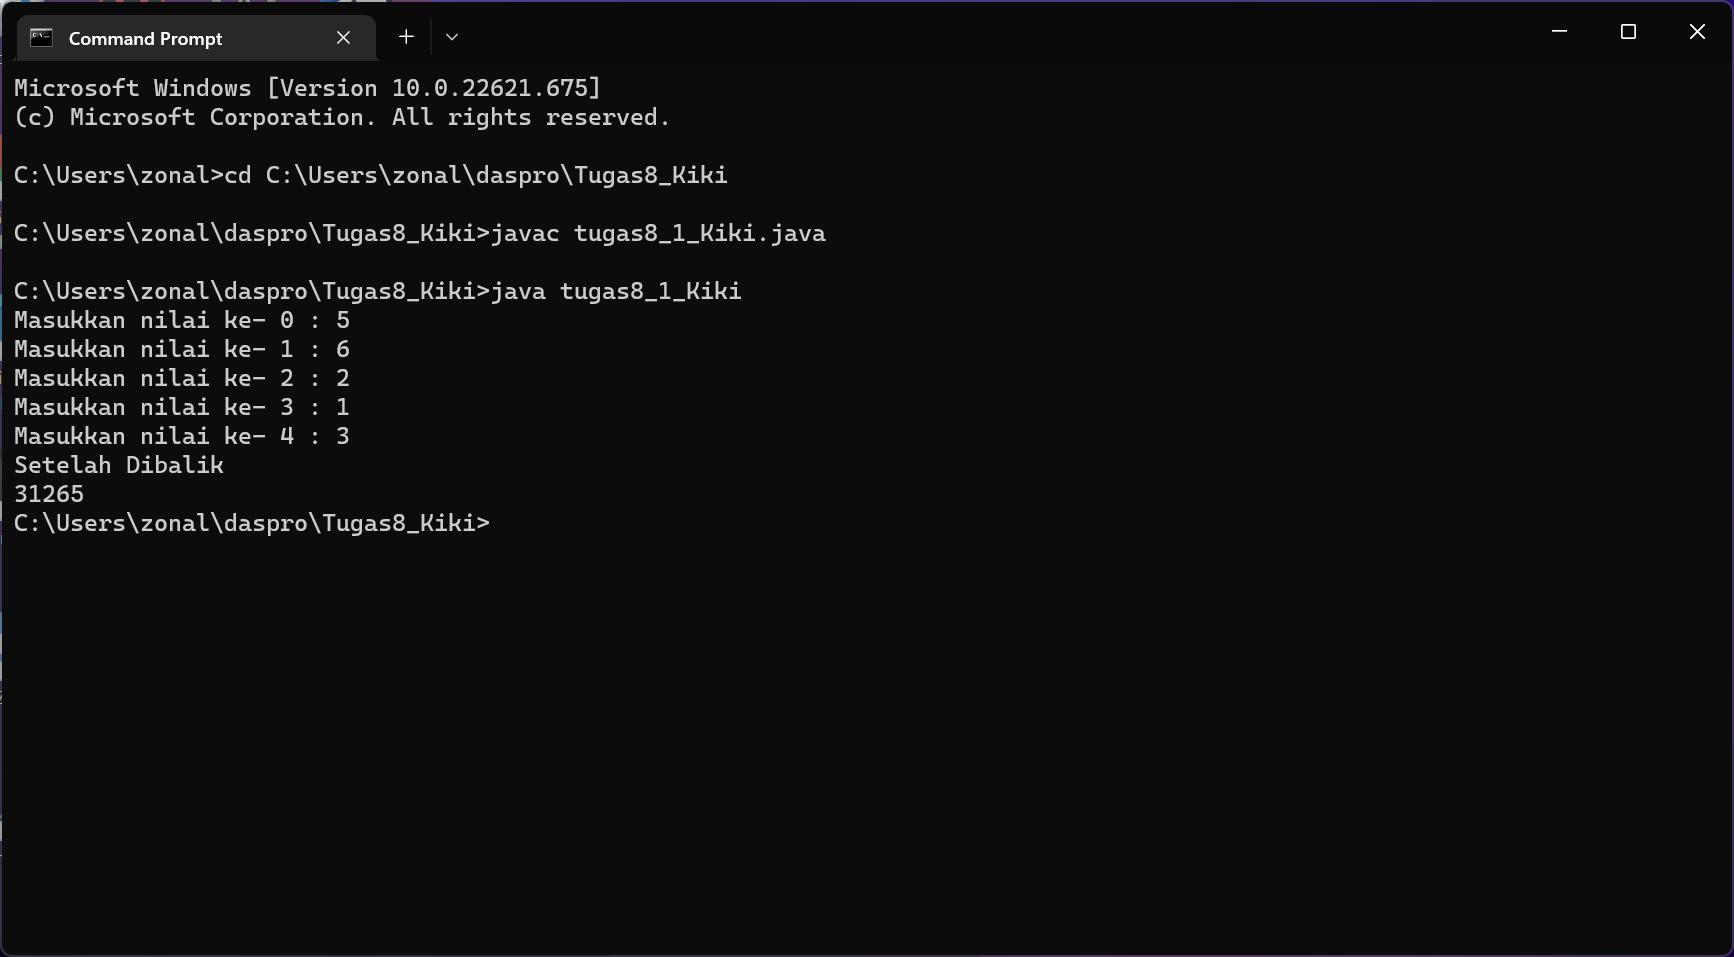 Command Prompt
Microsoft Windows [Version 10.0.22621.675]
(c) Microsoft Corporation. All rights reserved.
C:\Users\zonal>cd C:\Users\zonal\daspro\Tugas8_Kiki
C:\Users\zonal\daspro\Tugas8_Kiki>javac tugas8_1_Kiki.java
C:\Users\zonal\daspro\Tugas8_Kiki>java tugas8_1_Kiki
Masukkan nilai ke- 0 : 5
Masukkan nilai ke- 1 : 6
Masukkan nilai ke- 2 : 2
Masukkan nilai ke- 3 : 1
Masukkan nilai ke- 4 : 3
Setelah Dibalik
31265
C:\Users\zonal\daspro\Tugas8_Kiki>